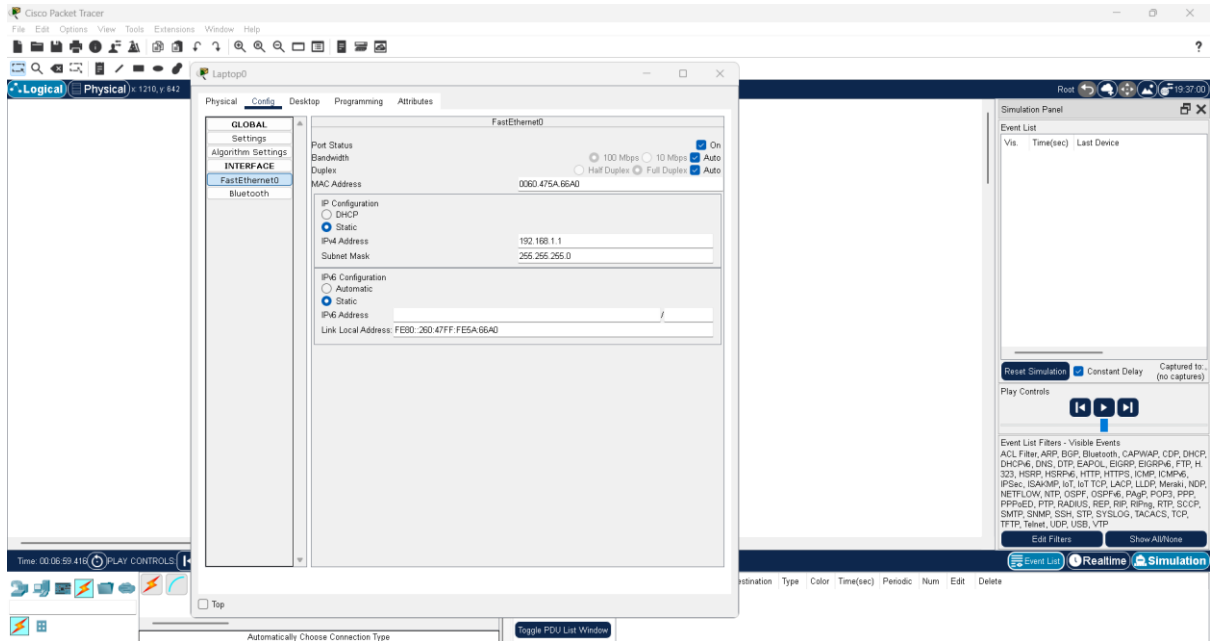 Cisco Packet Tracer
File Edit Options View Tools Extensions Window Help
?
Logical Physical x: 1210, y: 642
Root 19:37:00
Laptop0
Physical Config Desktop Programming Attributes
GLOBAL
Settings
Algorithm Settings
INTERFACE
FastEthernet0
Bluetooth
FastEthernet0
Port Status On
Bandwidth 100 Mbps 10 Mbps Auto
Duplex Half Duplex Full Duplex Auto
MAC Address 0060.475A.66A0
IP Configuration
DHCP
Static
IPv4 Address 192.168.1.1
Subnet Mask 255.255.255.0
IPv6 Configuration
Automatic
Static
IPv6 Address /
Link Local Address: FE80::260:47FF:FE5A:66A0
Top
Simulation Panel
Event List
Vis. Time(sec) Last Device
Reset Simulation Constant Delay Captured to:
(no captures)
Play Controls
Event List Filters - Visible Events
ACL Filter, ARP, BGP, Bluetooth, CAPWAP, CDP, DHCP,
DHCPv6, DNS, DTP, EAPOL, EIGRP, EIGRPv6, FTP, H.
323, HSRP, HSRPv6, HTTP, HTTPS, ICMP, ICMPv6,
IPSec, ISAKMP, IoT, IoT TCP, LACP, LLDP, Meraki, NDP,
NETFLOW, NTP, OSPF, OSPFv6, PAgP, POP3, PPP,
PPPoED, PTP, RADIUS, REP, RIP, RIPng, RTP, SCCP,
SMTP, SNMP, SSH, STP, SYSLOG, TACACS, TCP,
TFTP, Telnet, UDP, USB, VTP
Edit Filters Show All/None
Time: 00:06:59.416 PLAY CONTROLS:
Event List Realtime Simulation
estination Type Color Time(sec) Periodic Num Edit Delete
Toggle PDU List Window
Automatically Choose Connection Type